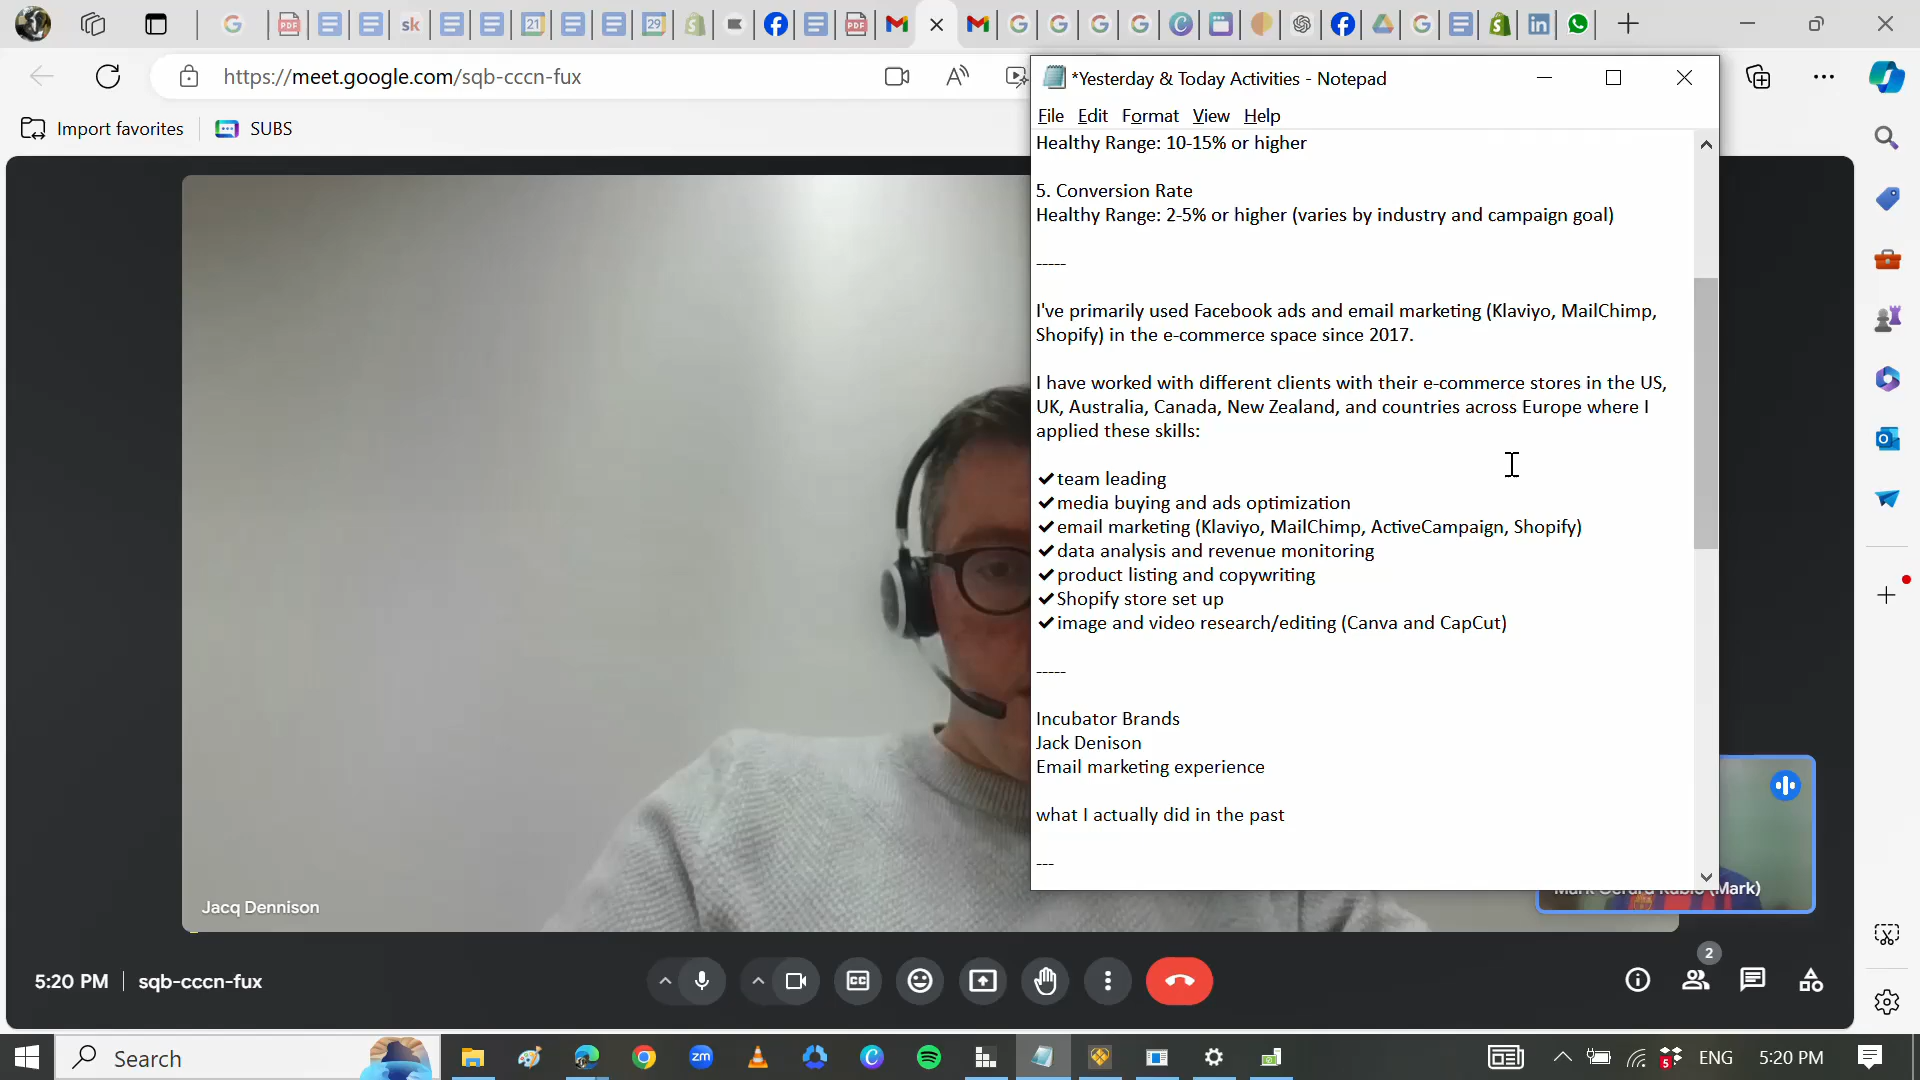 sk
21
29
https://meet.google.com/sqb-cccn-fux
Import favorites
SUBS
*Yesterday & Today Activities - Notepad
File Edit Format View Help
Healthy Range: 10-15% or higher
5. Conversion Rate
Healthy Range: 2-5% or higher (varies by industry and campaign goal)
-----
I've primarily used Facebook ads and email marketing (Klaviyo, MailChimp,
Shopify) in the e-commerce space since 2017.
I have worked with different clients with their e-commerce stores in the US,
UK, Australia, Canada, New Zealand, and countries across Europe where I
applied these skills:
✔team leading
✔media buying and ads optimization
✔email marketing (Klaviyo, MailChimp, ActiveCampaign, Shopify)
✔data analysis and revenue monitoring
✔product listing and copywriting
✔Shopify store set up
✔image and video research/editing (Canva and CapCut)
-----
Incubator Brands
Jack Denison
Email marketing experience
what I actually did in the past
---
Jacq Dennison
(Mark)
5:20 PM
sqb-cccn-fux
2
Search
zm
5
ENG
5:20 PM